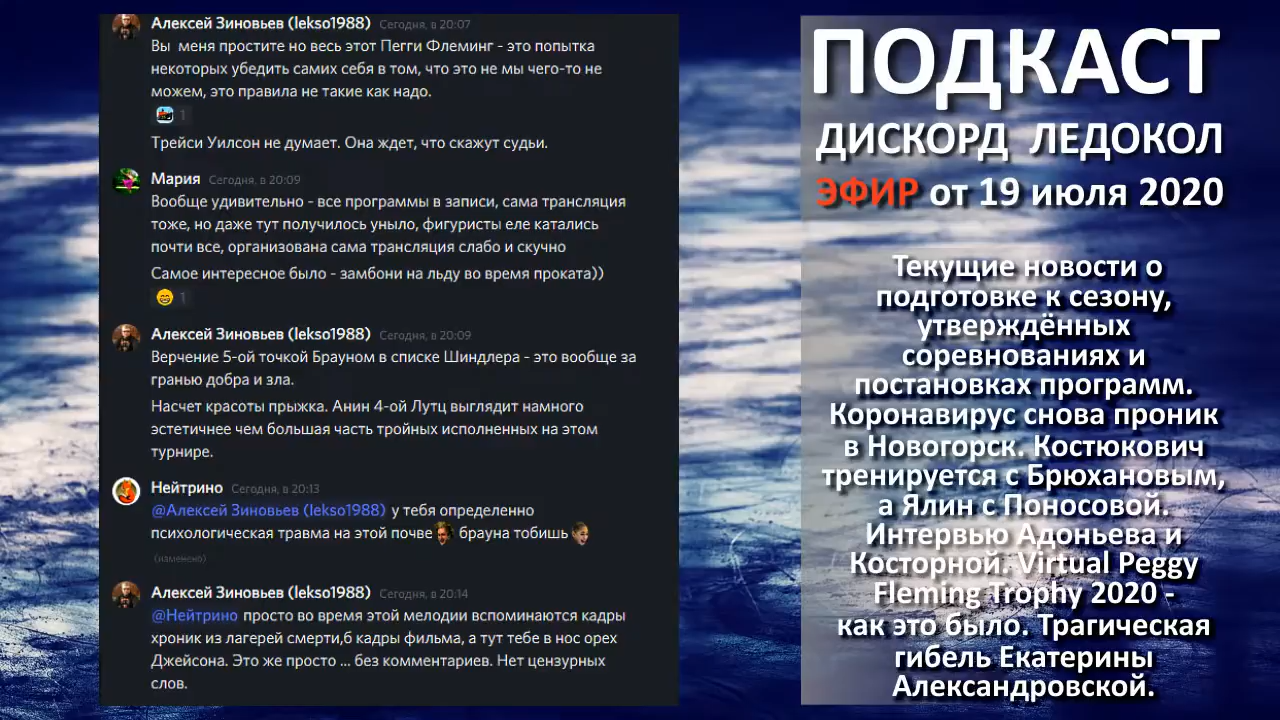 Алексей Зиновьев (lekso1988) Сегодня, в 20:07
Вы меня простите но весь этот Пегги Флеминг - это попытка
некоторых убедить самих себя в том, что это не мы чего-то не
можем, это правила не такие как надо.
1
Трейси Уилсон не думает. Она ждет, что скажут судьи.
Мария Сегодня, в 20:09
Вообще удивительно - все программы в записи, сама трансляция
тоже, но даже тут получилось уныло, фигуристы еле катались
почти все, организована сама трансляция слабо и скучно
Самое интересное было - замбони на льду во время проката))
1
Алексей Зиновьев (lekso1988) Сегодня, в 20:09
Верчение 5-ой точкой Брауном в списке Шиндлера - это вообще за
гранью добра и зла.
Насчет красоты прыжка. Анин 4-ой Лутц выглядит намного
эстетичнее чем большая часть тройных исполненных на этом
турнире.
Нейтрино Сегодня, в 20:13
@Алексей Зиновьев (lekso1988) у тебя определенно
психологическая травма на этой почве брауна тобишь
(изменено)
Алексей Зиновьев (lekso1988) Сегодня, в 20:14
@Нейтрино просто во время этой мелодии вспоминаются кадры
хроник из лагерей смерти,б кадры фильма, а тут тебе в нос орех
Джейсона. Это же просто ... без комментариев. Нет цензурных
слов.
ПОДКАСТ
ДИСКОРД ЛЕДОКОЛ
ЭФИР от 19 июля 2020
Текущие новости о
подготовке к сезону,
утверждённых
соревнованиях и
постановках программ.
Коронавирус снова проник
в Новогорск. Костюкович
тренируется с Брюхановым,
а Ялин с Поносовой.
Интервью Адоньева и
Косторной. Virtual Peggy
Fleming Trophy 2020 -
как это было. Трагическая
гибель Екатерины
Александровской.